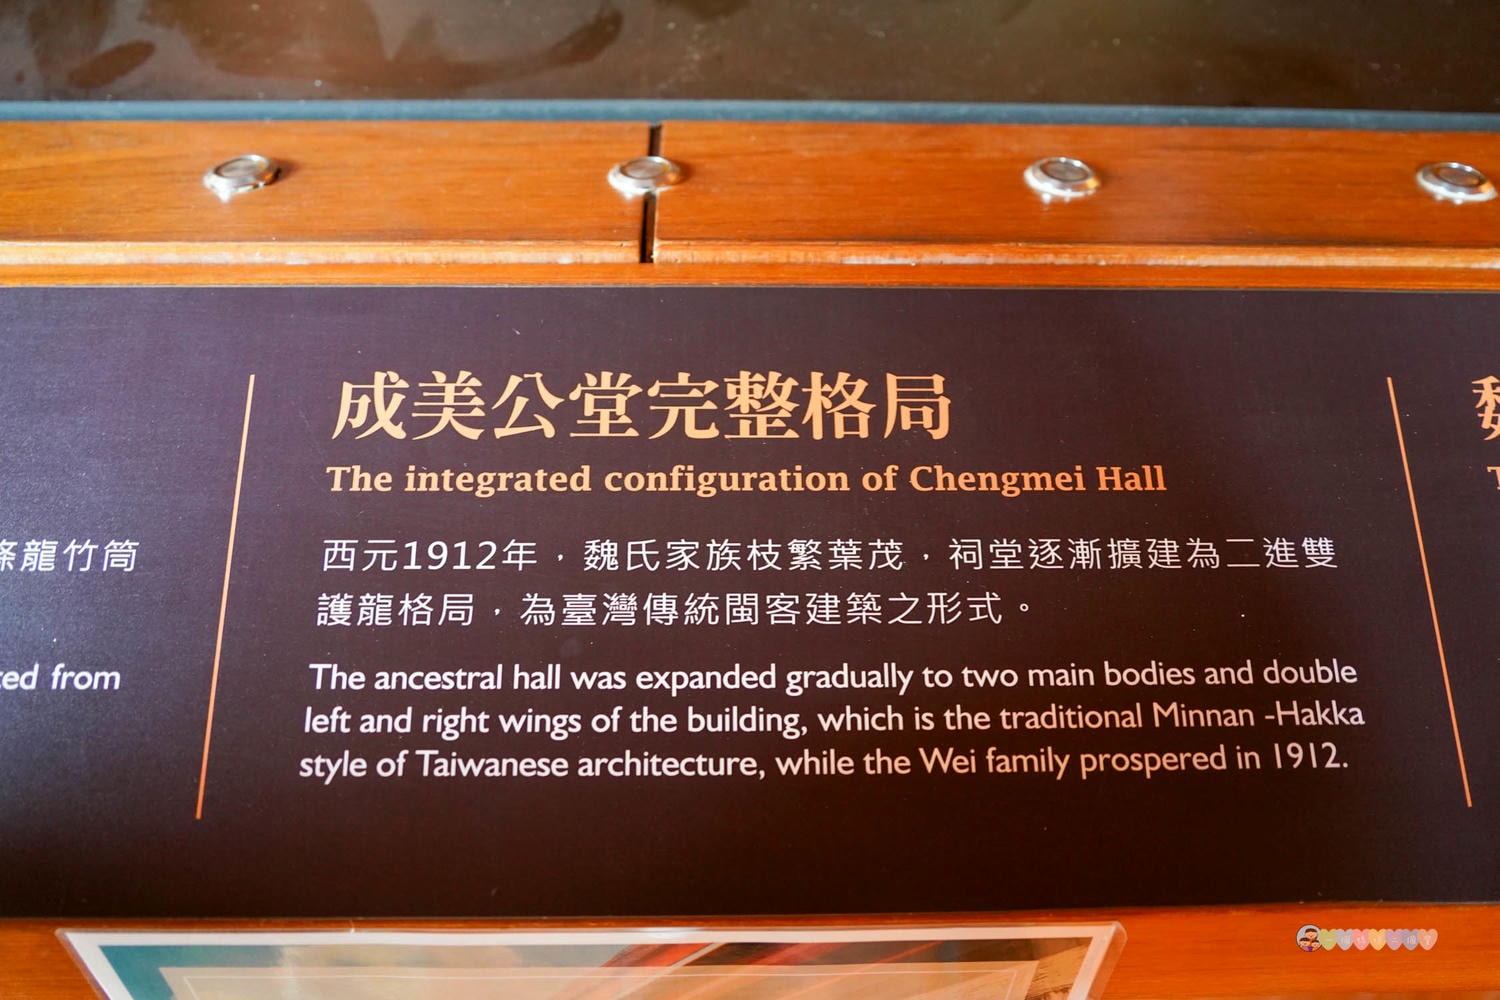 成美公堂完整格局
The integrated configuration of Chengmei Hall
西元1912年，魏氏家族枝繁葉茂，祠堂逐漸擴建為二進雙
護龍格局，為臺灣傳統閩客建築之形式。
The ancestral hall was expanded gradually to two main bodies and double
left and right wings of the building, which is the traditional Minnan -Hakka
style of Taiwanese architecture, while the Wei family prospered in 1912.
條龍竹筒
from